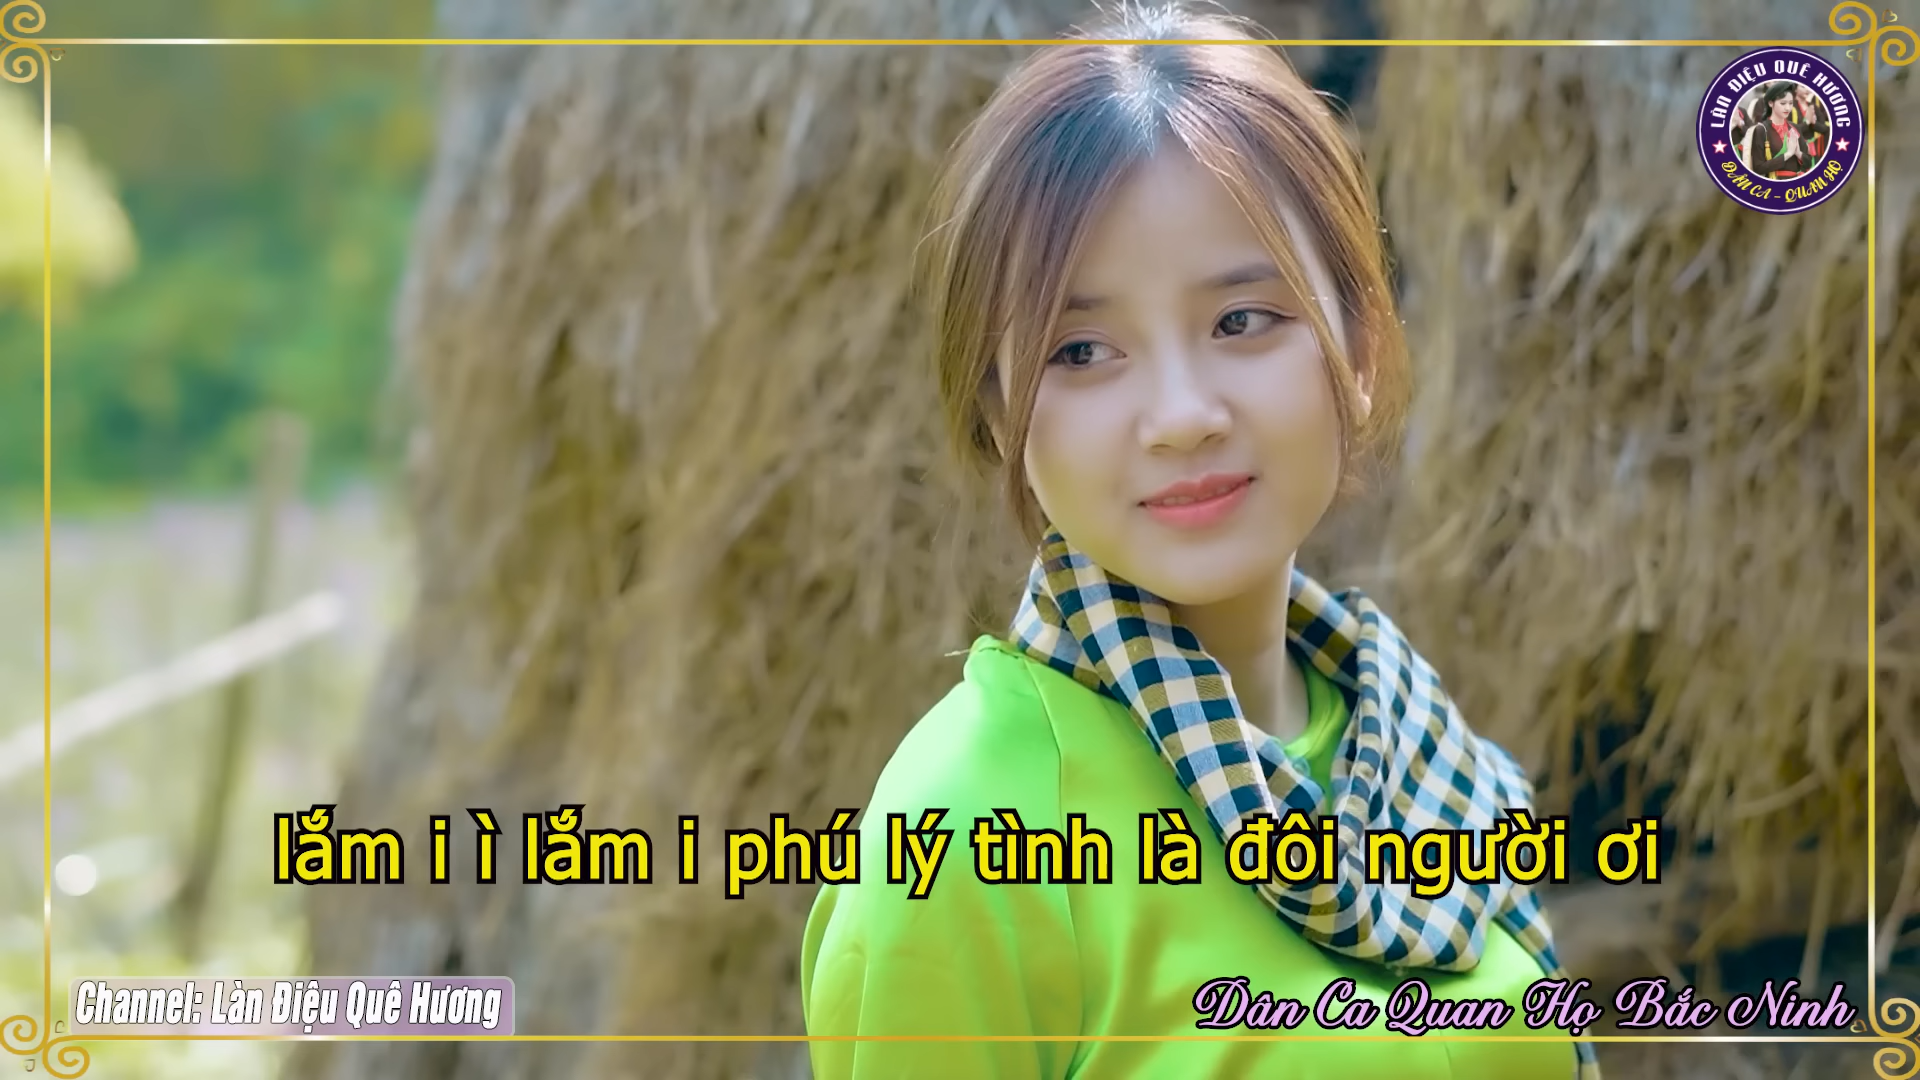 LÀN ĐIỆU QUÊ HƯƠNG
DÂN CA - QUAN HỌ
lắm i ì lắm i phú lý tình là đôi người ơi
Channel: Làn Điệu Quê Hương
Dân Ca Quan Họ Bắc Ninh